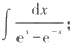 ∫ dx / (eˣ − e⁻ˣ);